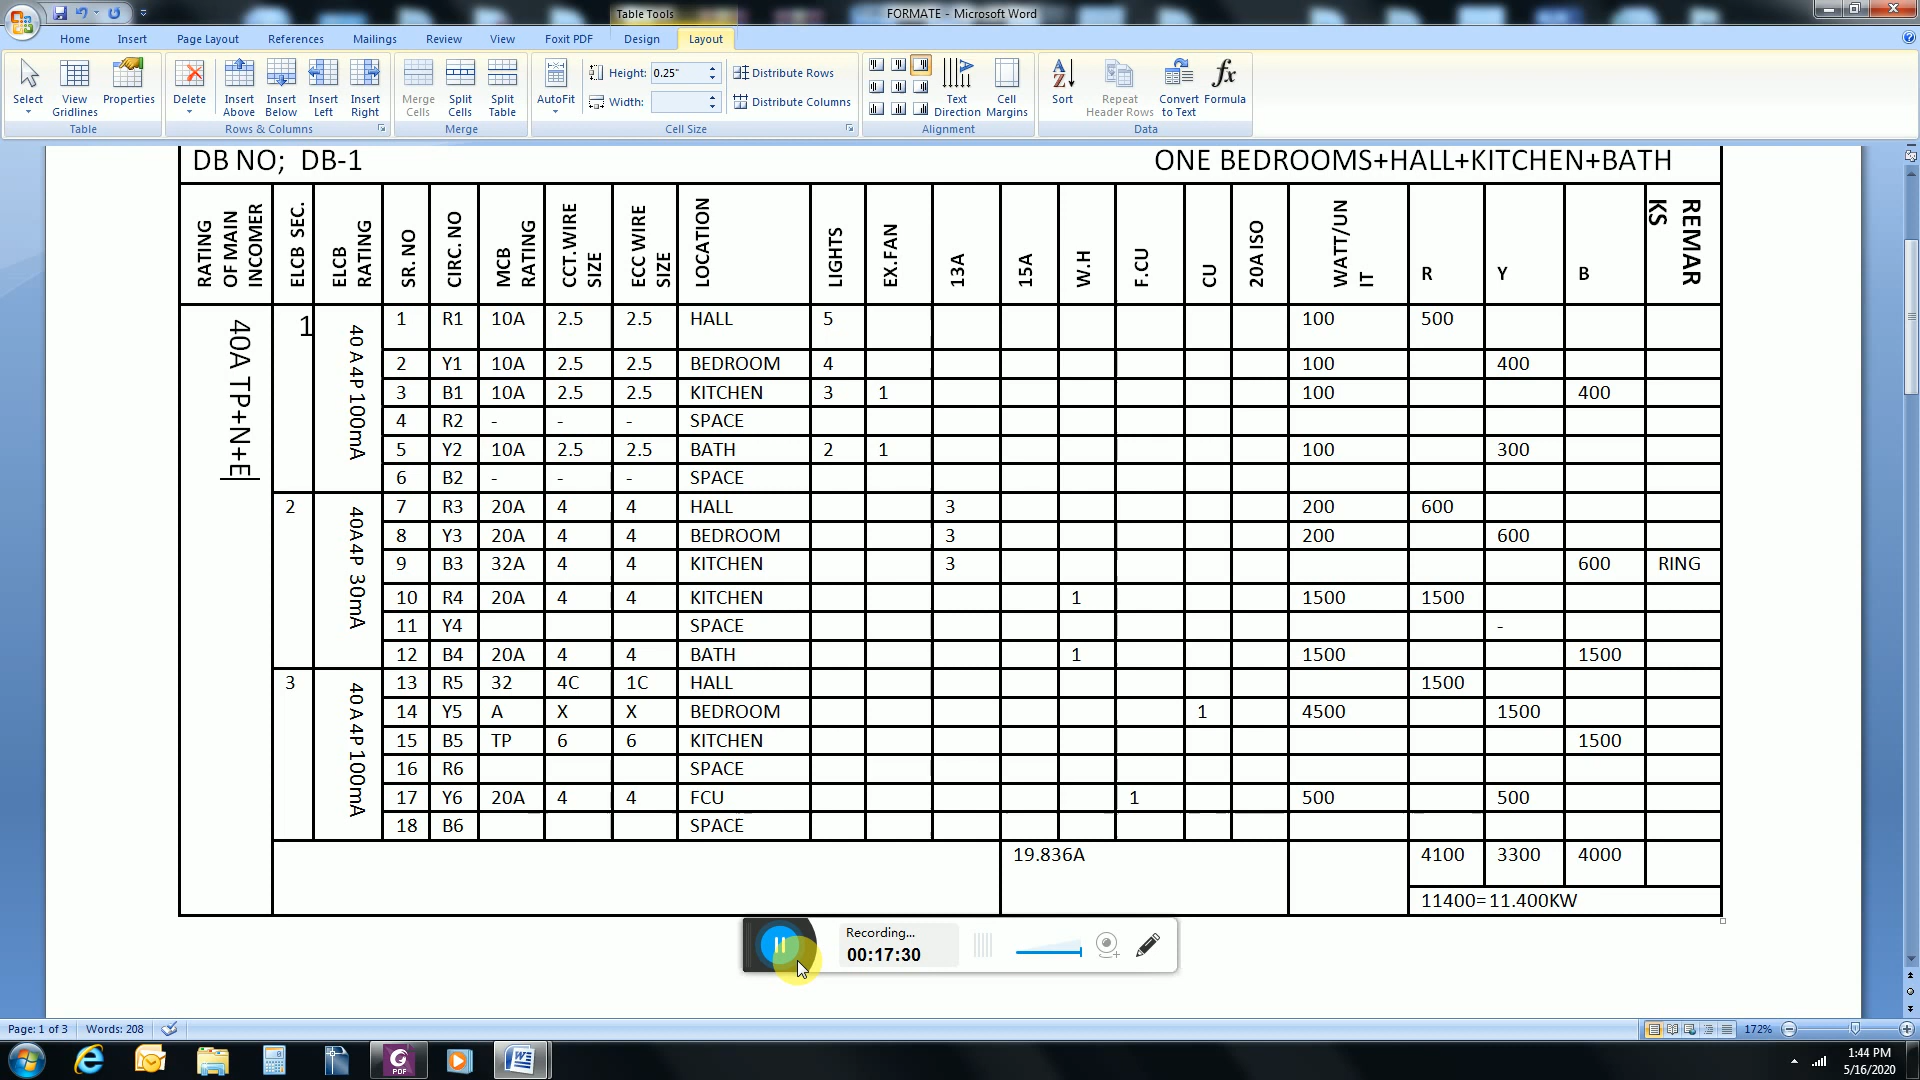 Table Tools
FORMATE - Microsoft Word
Home Insert Page Layout References Mailings Review View Foxit PDF Design Layout
Select View Gridlines Properties
Table
Delete Insert Above Insert Below Insert Left Insert Right
Rows & Columns
Merge Cells Split Cells Split Table
Merge
AutoFit
Height: 0.25"
Width:
Distribute Rows
Distribute Columns
Cell Size
Text Direction Cell Margins
Alignment
Sort Repeat Header Rows Convert to Text Formula
Data
DB NO; DB-1 ONE BEDROOMS+HALL+KITCHEN+BATH
RATING OF MAIN INCOMER ELCB SEC. ELCB RATING SR. NO CIRC. NO MCB RATING CCT.WIRE SIZE ECC WIRE SIZE LOCATION LIGHTS EX.FAN 13A 15A W.H F.CU CU 20A ISO WATT/UN IT R Y B REMAR KS
40A TP+N+E
1 40 A 4P 100mA
1 R1 10A 2.5 2.5 HALL 5 100 500
2 Y1 10A 2.5 2.5 BEDROOM 4 100 400
3 B1 10A 2.5 2.5 KITCHEN 3 1 100 400
4 R2 - - - SPACE
5 Y2 10A 2.5 2.5 BATH 2 1 100 300
6 B2 - - - SPACE
2 40A 4P 30mA
7 R3 20A 4 4 HALL 3 200 600
8 Y3 20A 4 4 BEDROOM 3 200 600
9 B3 32A 4 4 KITCHEN 3 600 RING
10 R4 20A 4 4 KITCHEN 1 1500 1500
11 Y4 SPACE -
12 B4 20A 4 4 BATH 1 1500 1500
3 40 A 4P 100mA
13 R5 32 4C 1C HALL 1500
14 Y5 A X X BEDROOM 1 4500 1500
15 B5 TP 6 6 KITCHEN 1500
16 R6 SPACE
17 Y6 20A 4 4 FCU 1 500 500
18 B6 SPACE
19.836A 4100 3300 4000
11400=11.400KW
Recording...
00:17:30
Page: 1 of 3 Words: 208 172%
PDF
1:44 PM
5/16/2020